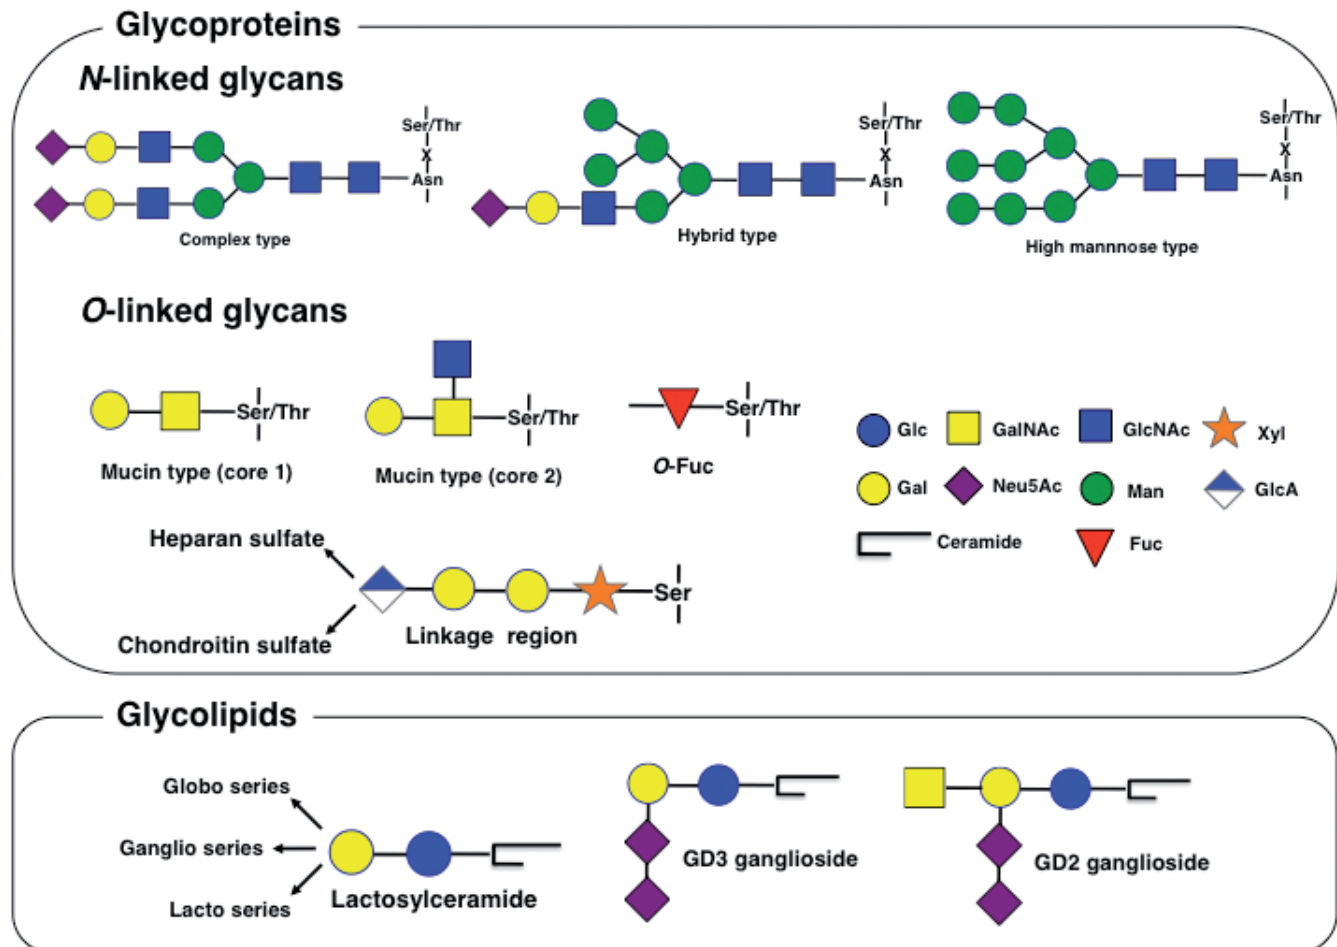 Glycoproteins
N-linked glycans
Ser/Thr
X
Asn
Complex type
Ser/Thr
X
Asn
Hybrid type
Ser/Thr
X
Asn
High mannnose type
O-linked glycans
Ser/Thr
Mucin type (core 1)
Ser/Thr
Mucin type (core 2)
Ser/Thr
O-Fuc
Glc GalNAc GlcNAc Xyl
Gal Neu5Ac Man GlcA
Ceramide Fuc
Heparan sulfate
Ser
Chondroitin sulfate
Linkage region
Glycolipids
Globo series
Ganglio series
Lacto series
Lactosylceramide
GD3 ganglioside
GD2 ganglioside